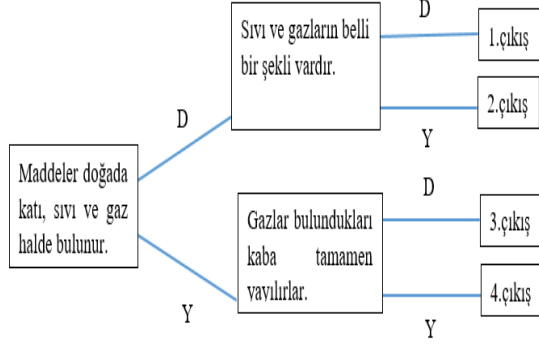 D
Sıvı ve gazların belli
bir şekli vardır.
1.çıkış
D
2.çıkış
Y
Maddeler doğada
katı, sıvı ve gaz
halde bulunur.
D
Gazlar bulundukları
kaba tamamen
yayılırlar.
3.çıkış
4.çıkış
Y
Y